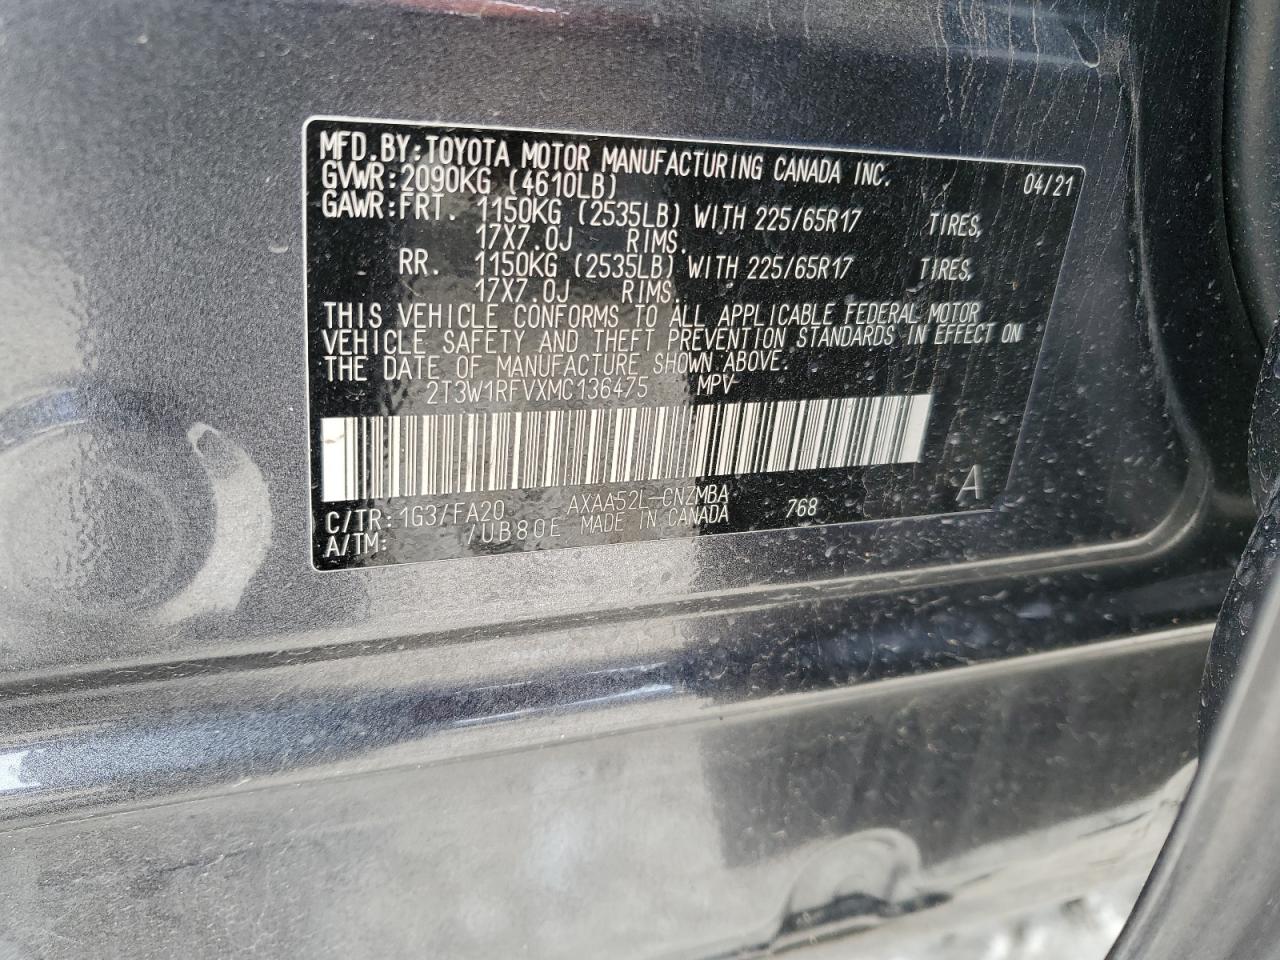 MFD.BY:TOYOTA MOTOR MANUFACTURING CANADA INC. 04/21
GVWR:2090KG (4610LB)
GAWR:FRT. 1150KG (2535LB) WITH 225/65R17 TIRES,
17X7.0J RIMS.
RR. 1150KG (2535LB) WITH 225/65R17 TIRES,
17X7.0J RIMS.
THIS VEHICLE CONFORMS TO ALL APPLICABLE FEDERAL MOTOR
VEHICLE SAFETY AND THEFT PREVENTION STANDARDS IN EFFECT ON
THE DATE OF MANUFACTURE SHOWN ABOVE.
2T3W1RFVXMC136475 MPV
A
C/TR:1G3/FA20 AXAA52L-CNZMBA
A/TM: /UB80E MADE IN CANADA 768